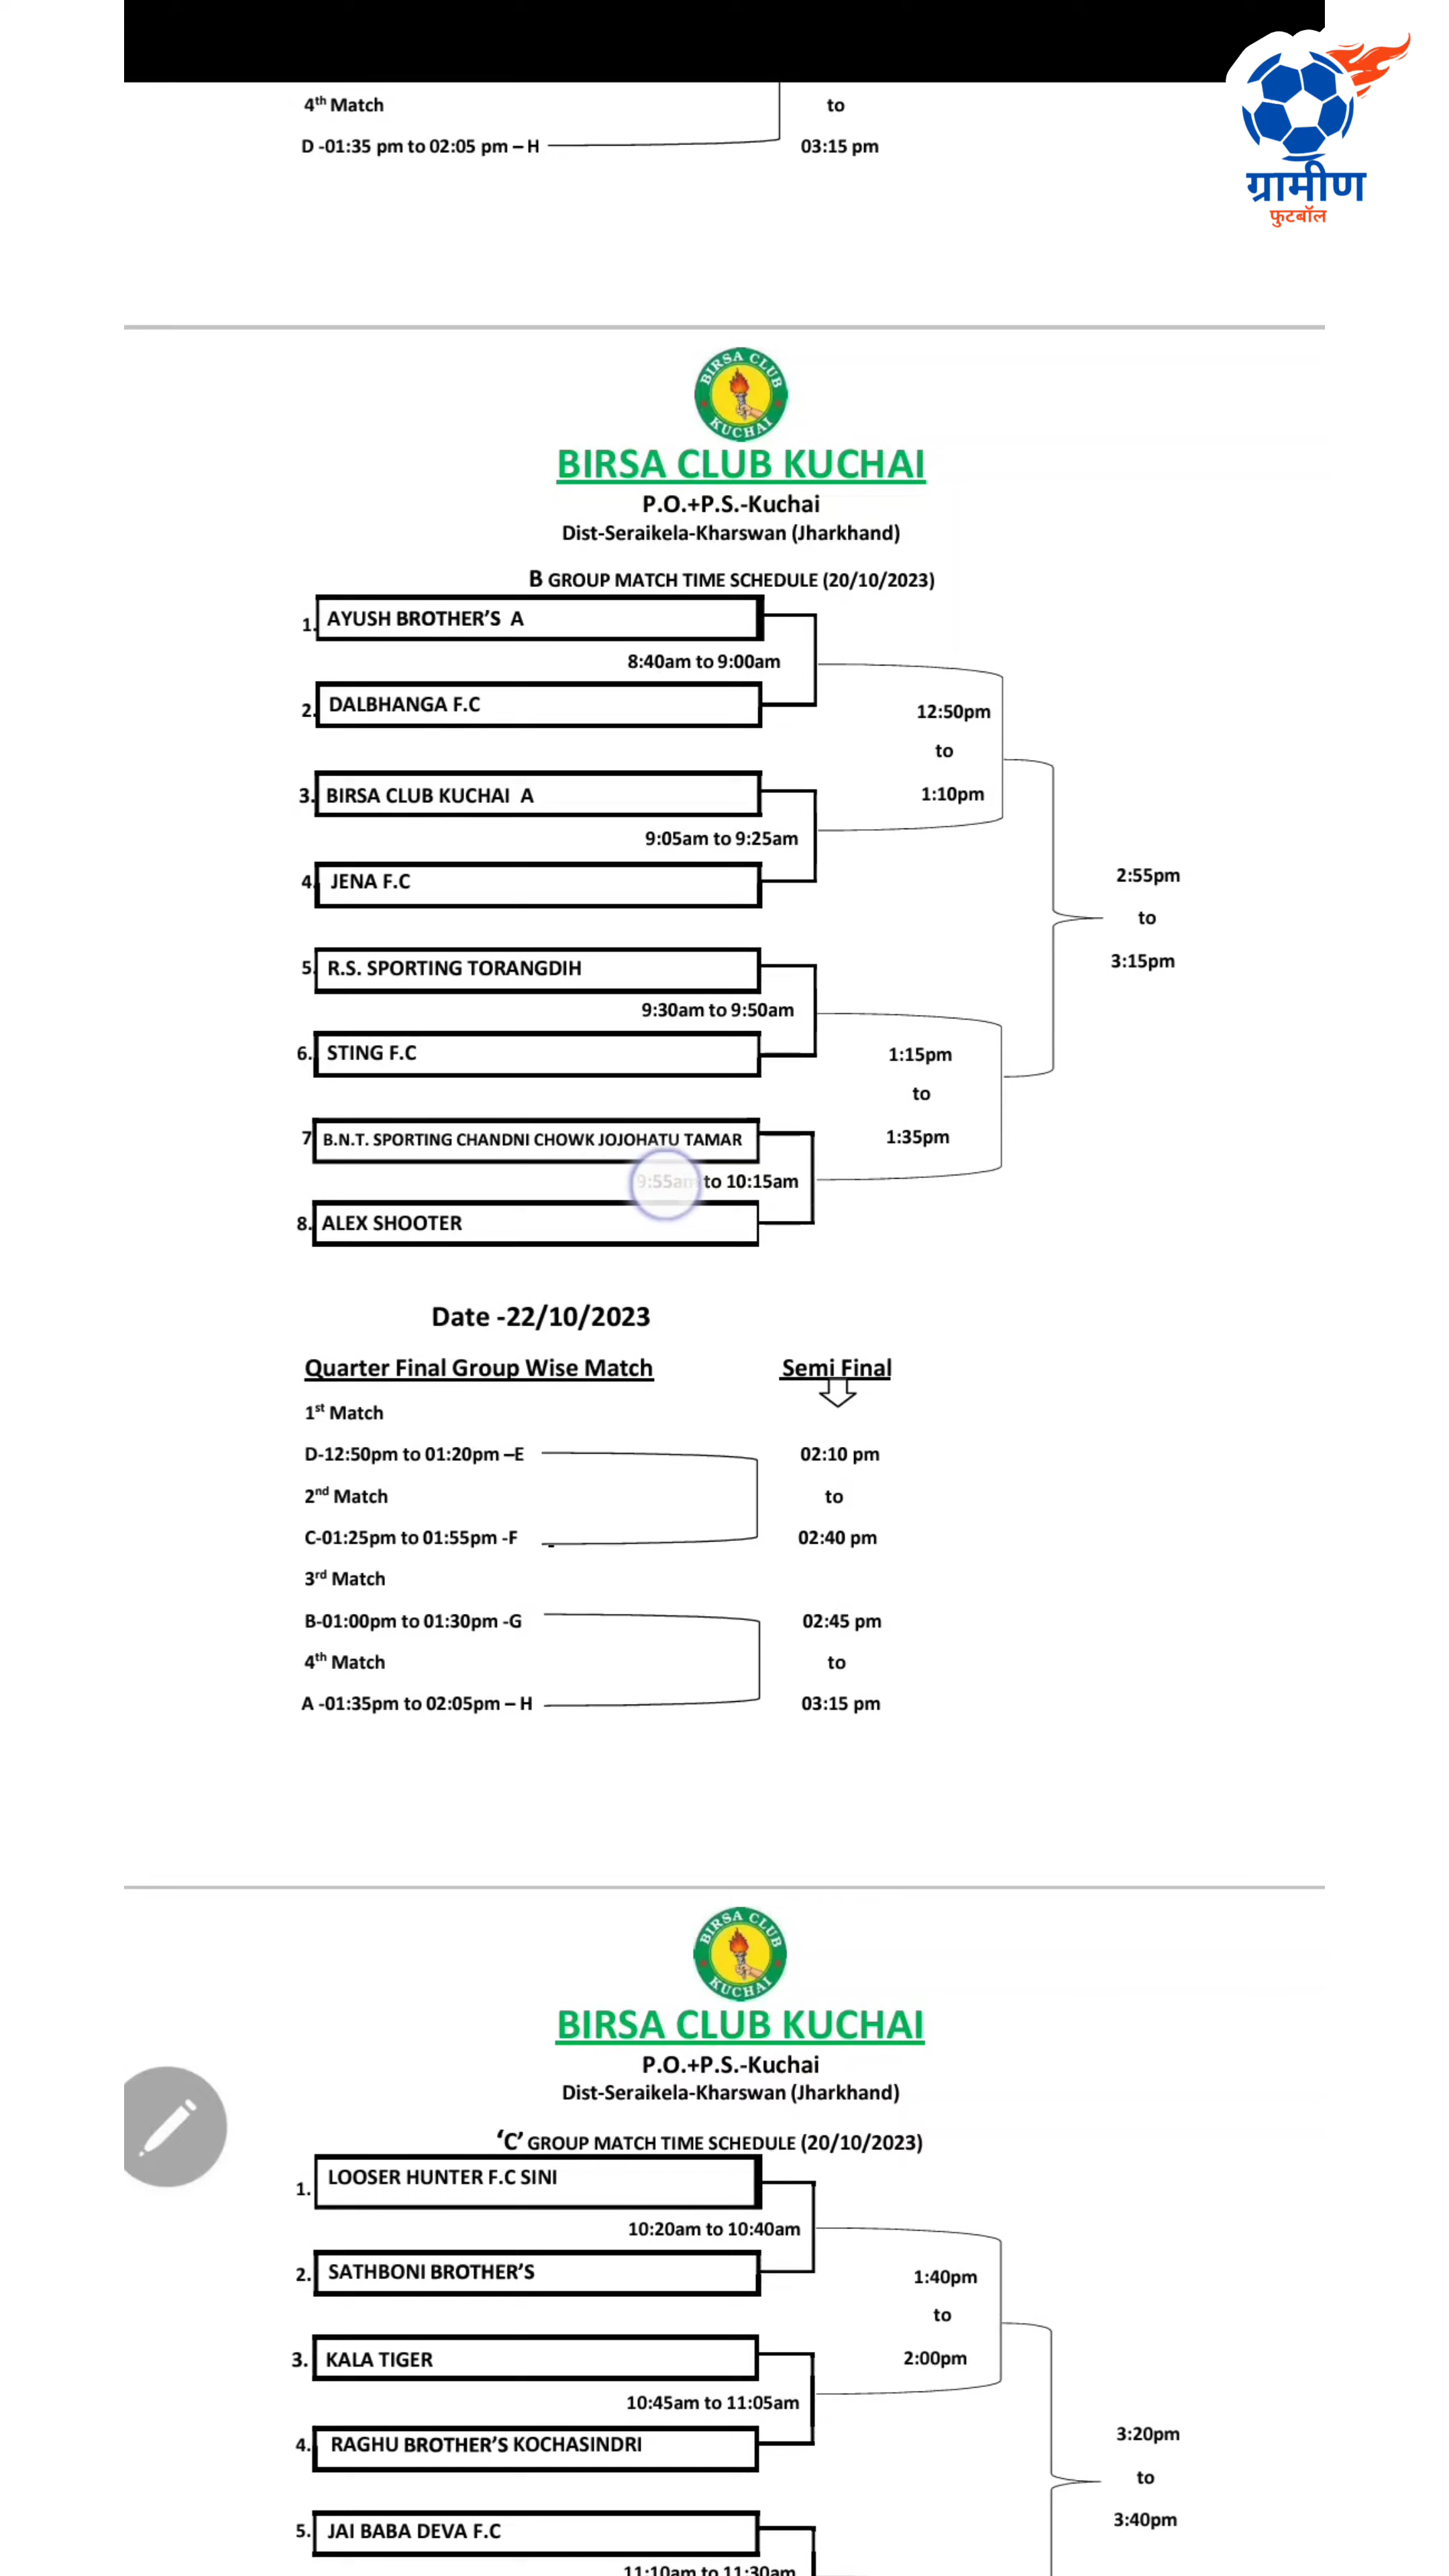 4th Match
to
D -01:35 pm to 02:05 pm – H
03:15 pm
ग्रामीण
फुटबॉल
BIRSA CLUB
KUCHAI
BIRSA CLUB KUCHAI
P.O.+P.S.-Kuchai
Dist-Seraikela-Kharswan (Jharkhand)
B GROUP MATCH TIME SCHEDULE (20/10/2023)
1. AYUSH BROTHER’S A
8:40am to 9:00am
2. DALBHANGA F.C
12:50pm
to
1:10pm
3. BIRSA CLUB KUCHAI A
9:05am to 9:25am
4. JENA F.C
2:55pm
to
3:15pm
5. R.S. SPORTING TORANGDIH
9:30am to 9:50am
6. STING F.C
1:15pm
to
1:35pm
7 B.N.T. SPORTING CHANDNI CHOWK JOJOHATU TAMAR
9:55am to 10:15am
8. ALEX SHOOTER
Date -22/10/2023
Quarter Final Group Wise Match
Semi Final
1st Match
D-12:50pm to 01:20pm –E
02:10 pm
2nd Match
to
C-01:25pm to 01:55pm -F
02:40 pm
3rd Match
B-01:00pm to 01:30pm -G
02:45 pm
4th Match
to
A -01:35pm to 02:05pm – H
03:15 pm
BIRSA CLUB
KUCHAI
BIRSA CLUB KUCHAI
P.O.+P.S.-Kuchai
Dist-Seraikela-Kharswan (Jharkhand)
‘C’ GROUP MATCH TIME SCHEDULE (20/10/2023)
1. LOOSER HUNTER F.C SINI
10:20am to 10:40am
2. SATHBONI BROTHER’S
1:40pm
to
2:00pm
3. KALA TIGER
10:45am to 11:05am
4. RAGHU BROTHER’S KOCHASINDRI
3:20pm
to
3:40pm
5. JAI BABA DEVA F.C
11:10am to 11:30am